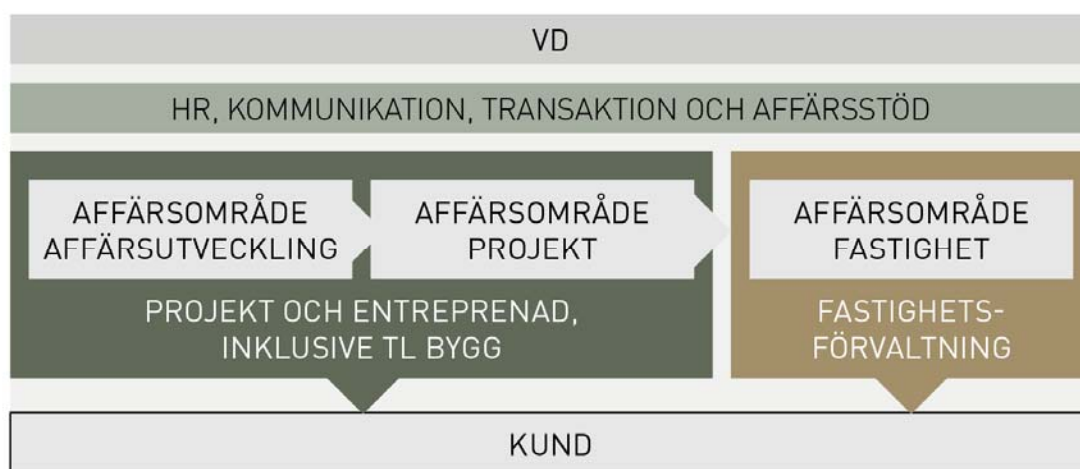 VD
HR, KOMMUNIKATION, TRANSAKTION OCH AFFÄRSSTÖD
AFFÄRSOMRÅDE
AFFÄRSUTVECKLING
AFFÄRSOMRÅDE
PROJEKT
AFFÄRSOMRÅDE
FASTIGHET
PROJEKT OCH ENTREPRENAD,
INKLUSIVE TL BYGG
FASTIGHETS-
FÖRVALTNING
KUND